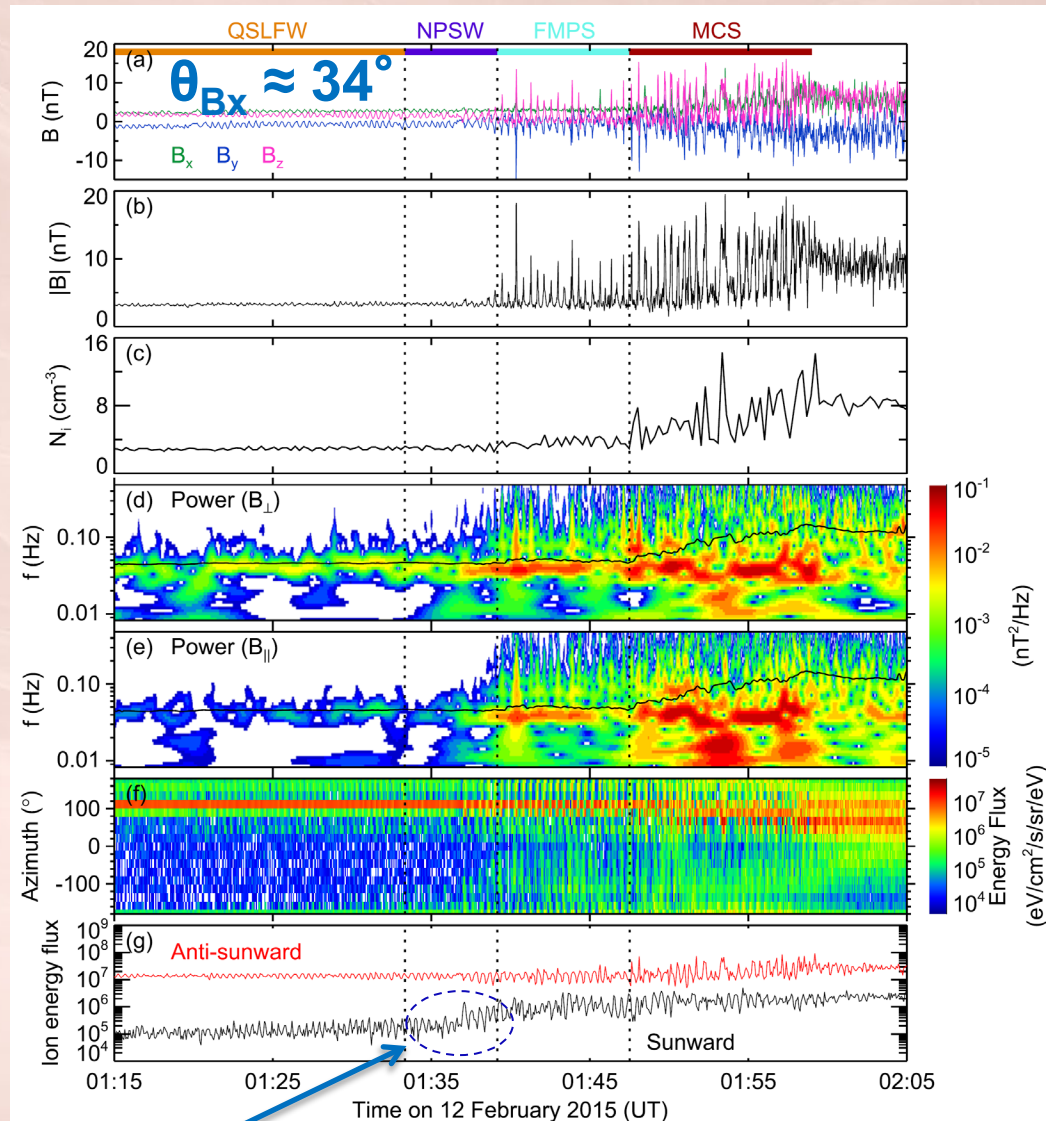 QSLFW NPSW FMPS MCS
(a)
θBx ≈ 34°
B (nT)
20
10
0
-10
Bx By Bz
(b)
|B| (nT)
20
10
0
(c)
Ni (cm-3)
16
8
0
(d) Power (B⊥)
f (Hz)
0.10
0.01
(e) Power (B||)
f (Hz)
0.10
0.01
10-1
10-2
10-3
10-4
10-5
(nT2/Hz)
(f)
Azimuth (°)
100
0
-100
107
106
105
104
Energy Flux
(eV/cm2/s/sr/eV)
(g)
Ion energy flux
109
108
107
106
105
104
Anti-sunward
Sunward
01:15 01:25 01:35 01:45 01:55 02:05
Time on 12 February 2015 (UT)